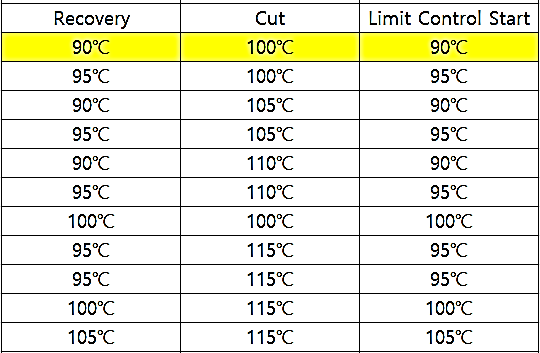 Recovery Cut Limit Control Start
90℃ 100℃ 90℃
95℃ 100℃ 95℃
90℃ 105℃ 90℃
95℃ 105℃ 95℃
90℃ 110℃ 90℃
95℃ 110℃ 95℃
100℃ 100℃ 100℃
95℃ 115℃ 95℃
95℃ 115℃ 95℃
100℃ 115℃ 100℃
105℃ 115℃ 105℃